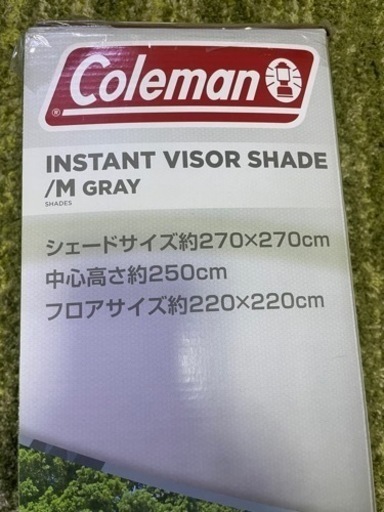 Coleman
®
INSTANT VISOR SHADE
/M GRAY
SHADES
シェードサイズ約270×270cm
中心高さ約250cm
フロアサイズ約220×220cm